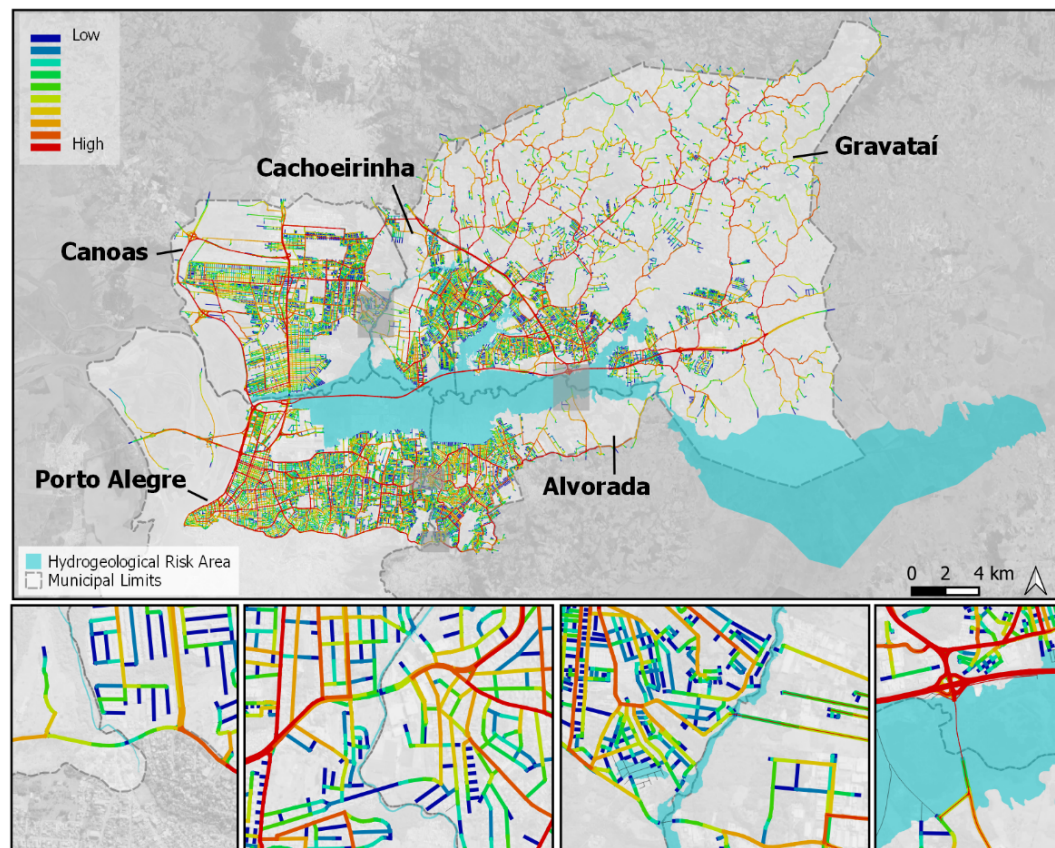 Low
High
Gravataí
Cachoeirinha
Canoas
Porto Alegre
Alvorada
Hydrogeological Risk Area
Municipal Limits
0 2 4 km